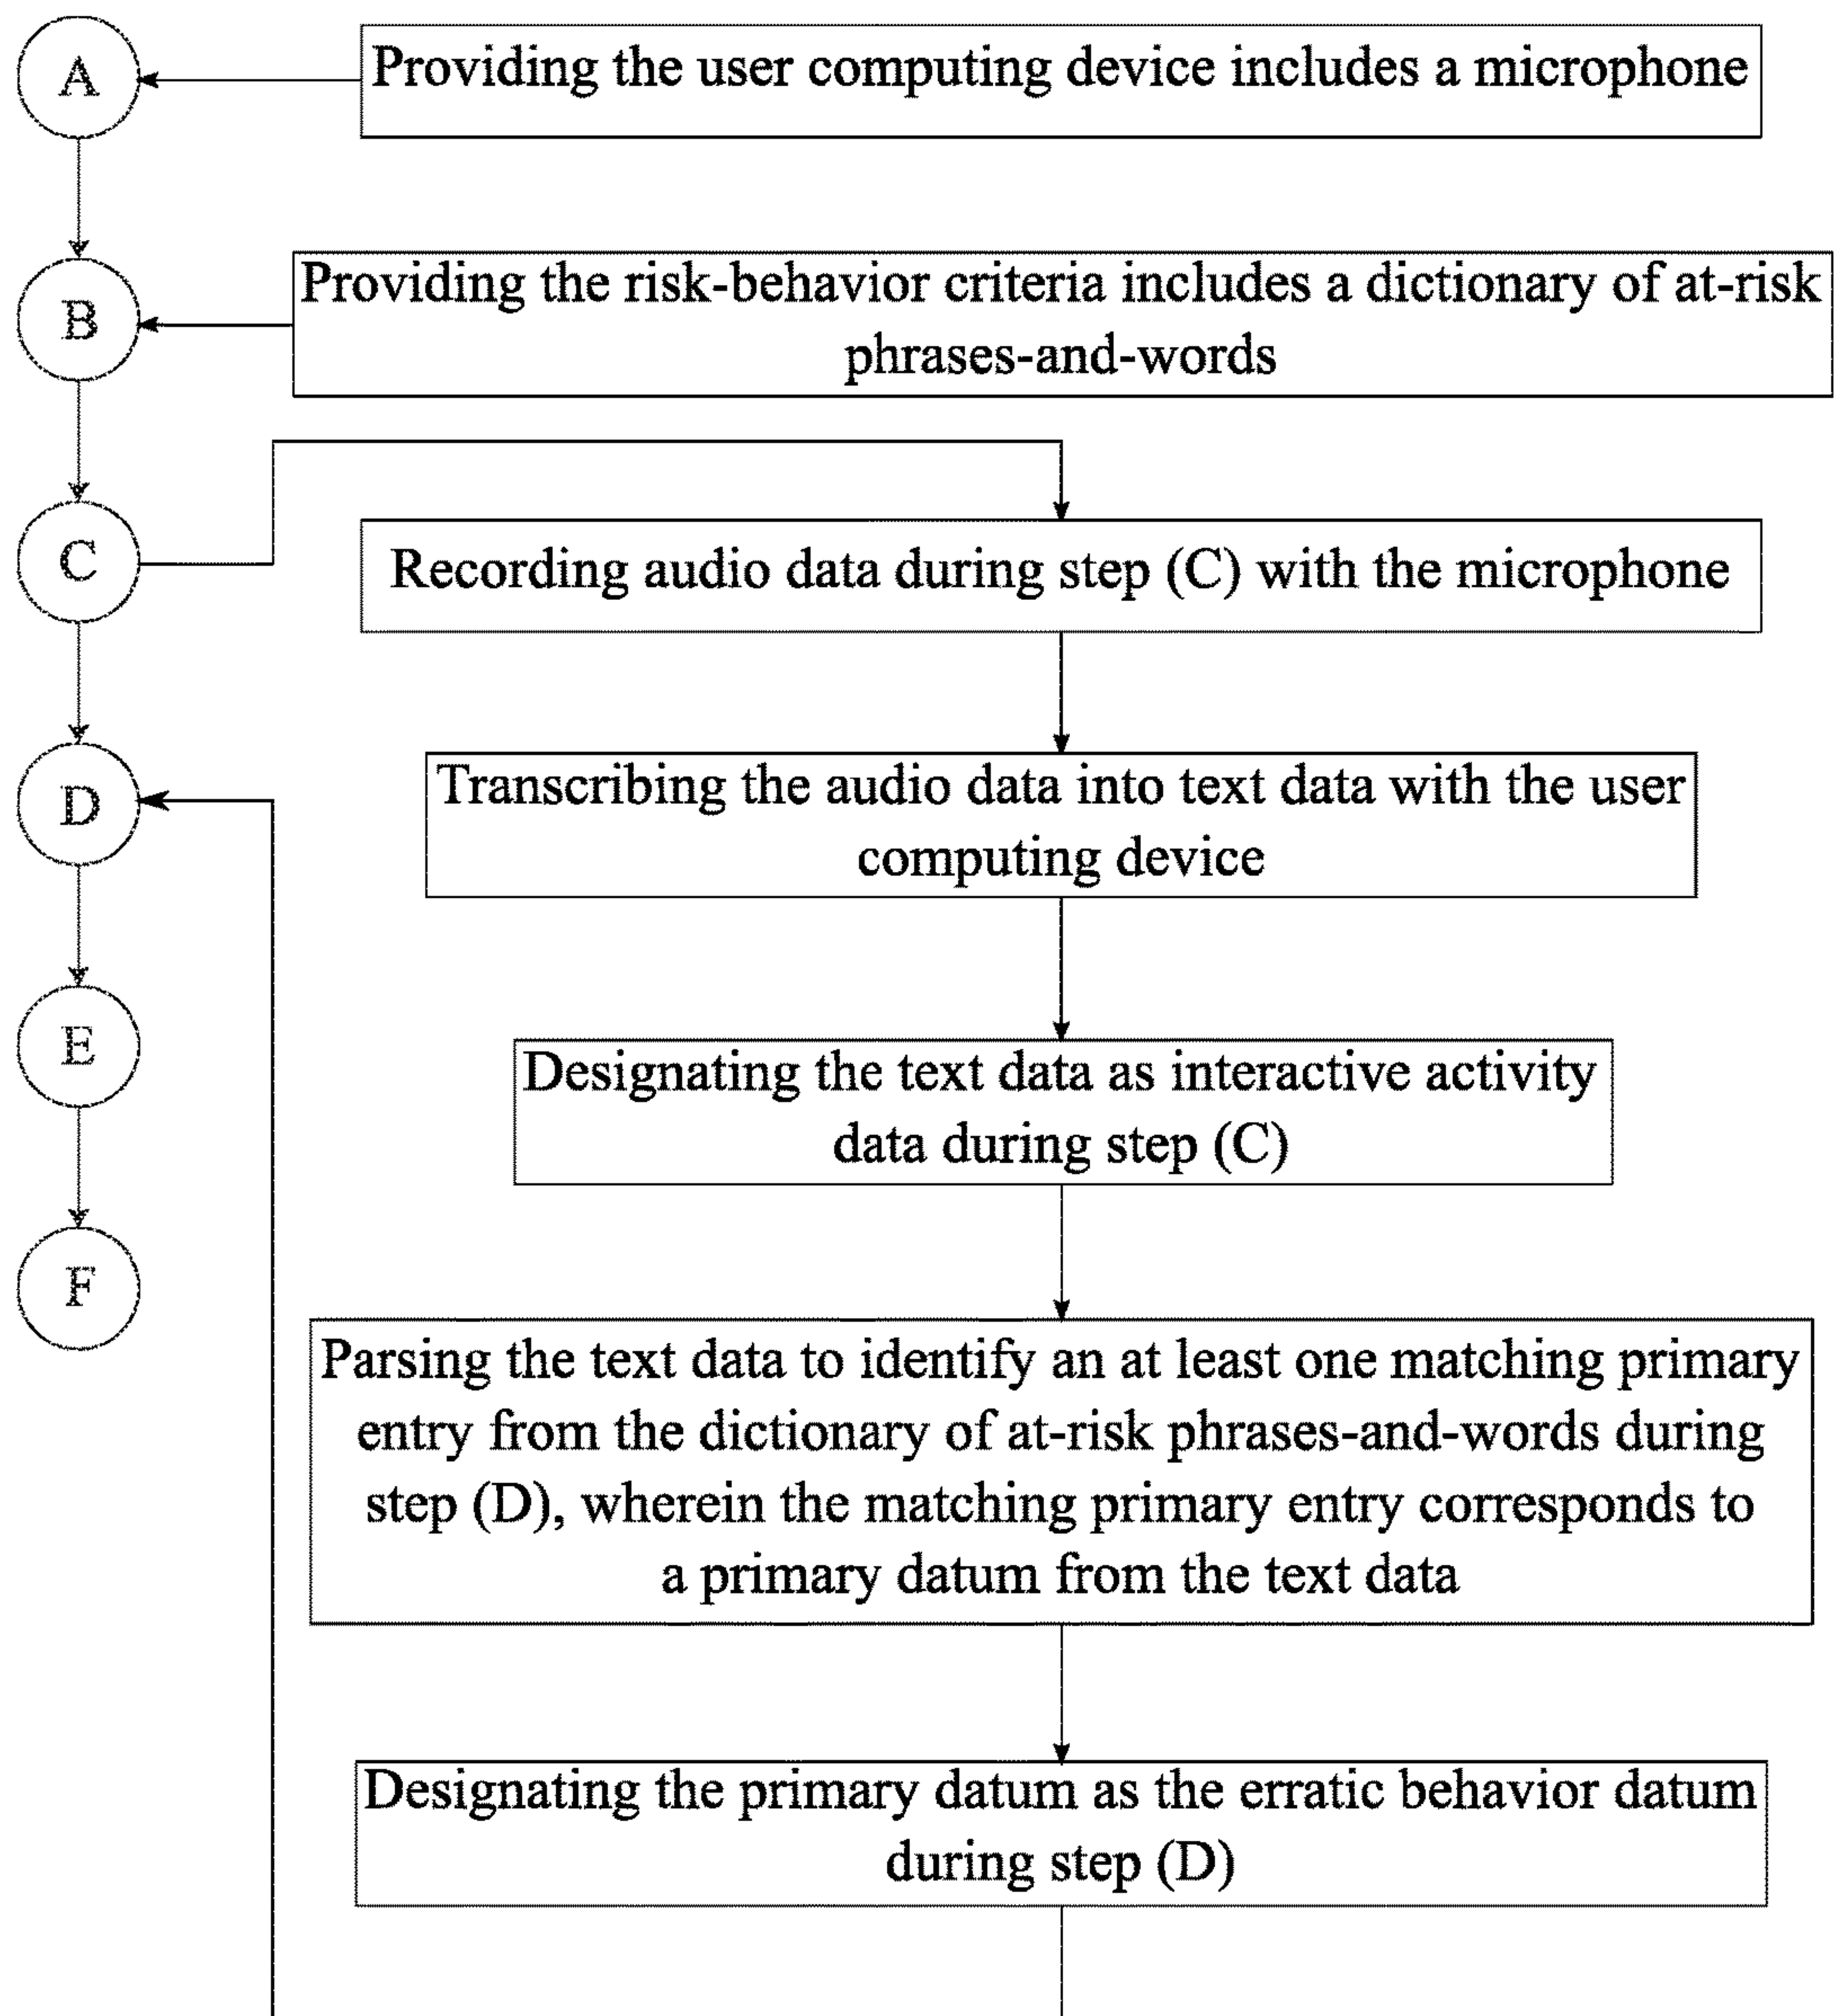 A
Providing the user computing device includes a microphone
B
Providing the risk-behavior criteria includes a dictionary of at-risk
phrases-and-words
C
Recording audio data during step (C) with the microphone
D
Transcribing the audio data into text data with the user
computing device
E
Designating the text data as interactive activity
data during step (C)
F
Parsing the text data to identify an at least one matching primary
entry from the dictionary of at-risk phrases-and-words during
step (D), wherein the matching primary entry corresponds to
a primary datum from the text data
Designating the primary datum as the erratic behavior datum
during step (D)